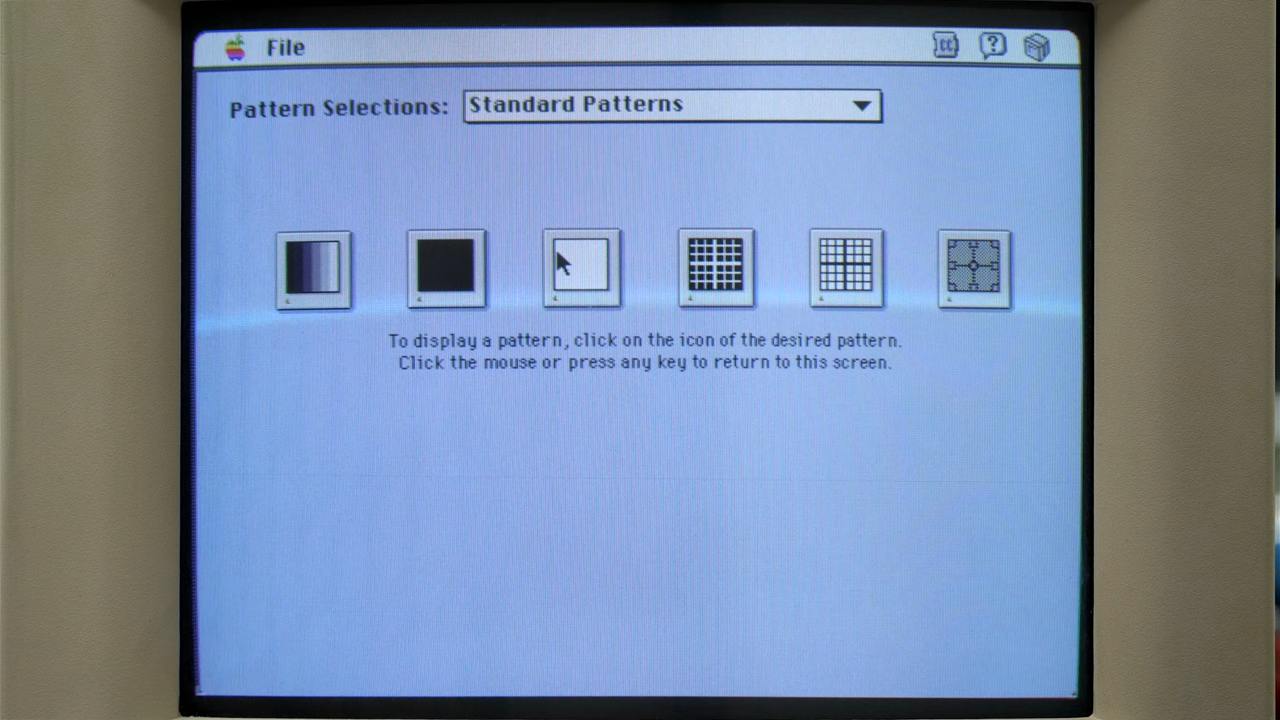 File
Pattern Selections: Standard Patterns
To display a pattern, click on the icon of the desired pattern.
Click the mouse or press any key to return to this screen.